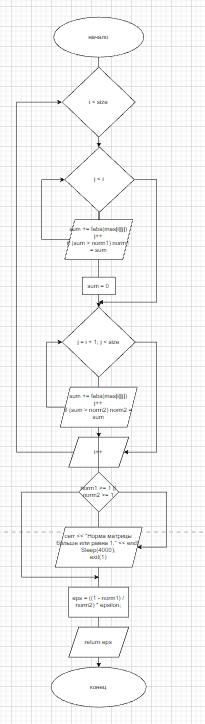 начало
i < size
j < i
sum += fabs(mas[i][j])
j++
if (sum > norm1) norm1
= sum
sum = 0
j = i + 1; j < size
sum += fabs(mas[i][j])
j++
if (sum > norm2) norm2 =
sum
i++
norm1 >= 1 ||
norm2 >= 1
cerr << "Норма матрицы
больше или равна 1." << endl;
Sleep(4000);
exit(1)
eps = ((1 - norm1) /
norm2) * epsilon;
return eps
конец